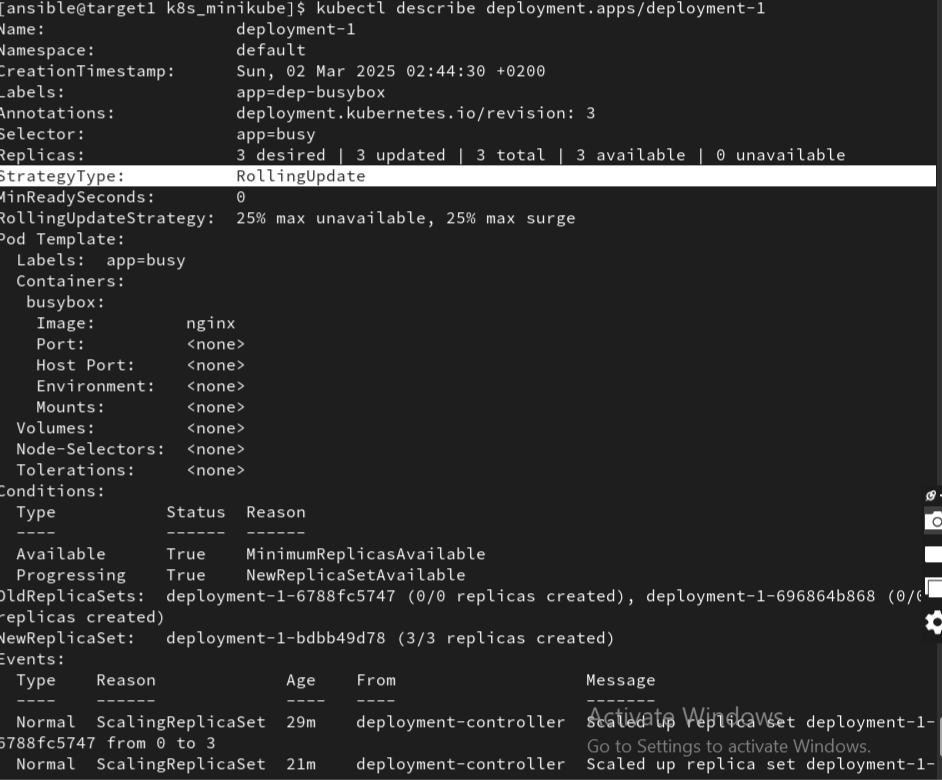 [ansible@target1 k8s_minikube]$ kubectl describe deployment.apps/deployment-1
Name:                   deployment-1
Namespace:              default
CreationTimestamp:      Sun, 02 Mar 2025 02:44:30 +0200
Labels:                 app=dep-busybox
Annotations:            deployment.kubernetes.io/revision: 3
Selector:               app=busy
Replicas:               3 desired | 3 updated | 3 total | 3 available | 0 unavailable
StrategyType:           RollingUpdate
MinReadySeconds:        0
RollingUpdateStrategy:  25% max unavailable, 25% max surge
Pod Template:
  Labels:  app=busy
  Containers:
   busybox:
    Image:         nginx
    Port:          <none>
    Host Port:     <none>
    Environment:   <none>
    Mounts:        <none>
  Volumes:         <none>
  Node-Selectors:  <none>
  Tolerations:     <none>
Conditions:
  Type           Status  Reason
  ----           ------  ------
  Available      True    MinimumReplicasAvailable
  Progressing    True    NewReplicaSetAvailable
OldReplicaSets:  deployment-1-6788fc5747 (0/0 replicas created), deployment-1-696864b868 (0/0
replicas created)
NewReplicaSet:   deployment-1-bdbb49d78 (3/3 replicas created)
Events:
  Type    Reason             Age   From                   Message
  ----    ------             ----  ----                   -------
  Normal  ScalingReplicaSet  29m   deployment-controller  Scaled up replica set deployment-1-
6788fc5747 from 0 to 3
  Normal  ScalingReplicaSet  21m   deployment-controller  Scaled up replica set deployment-1-
Activate Windows
Go to Settings to activate Windows.